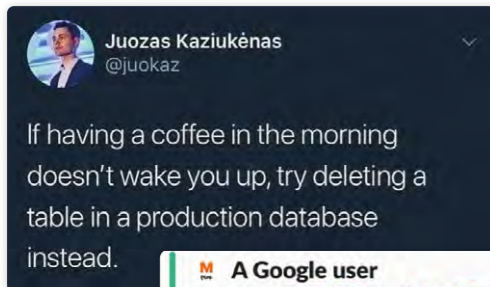 Juozas Kaziukėnas
@juokaz
If having a coffee in the morning
doesn't wake you up, try deleting a
table in a production database
instead.
M A Google user